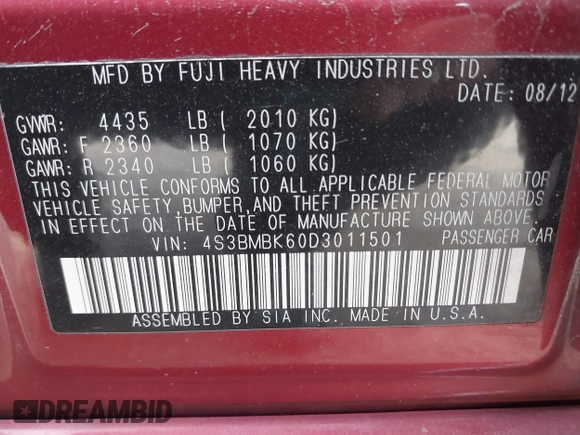 MFD BY FUJI HEAVY INDUSTRIES LTD.
DATE: 08/12
GVWR: 4435 LB ( 2010 KG)
GAWR: F 2360 LB ( 1070 KG)
GAWR: R 2340 LB ( 1060 KG)
THIS VEHICLE CONFORMS TO ALL APPLICABLE FEDERAL MOTOR
VEHICLE SAFETY,BUMPER,AND THEFT PREVENTION STANDARDS
IN EFFECT ON THE DATE OF MANUFACTURE SHOWN ABOVE.
VIN: 4S3BMBK60D3011501 PASSENGER CAR
ASSEMBLED BY SIA INC. MADE IN U.S.A.
DREAMBID